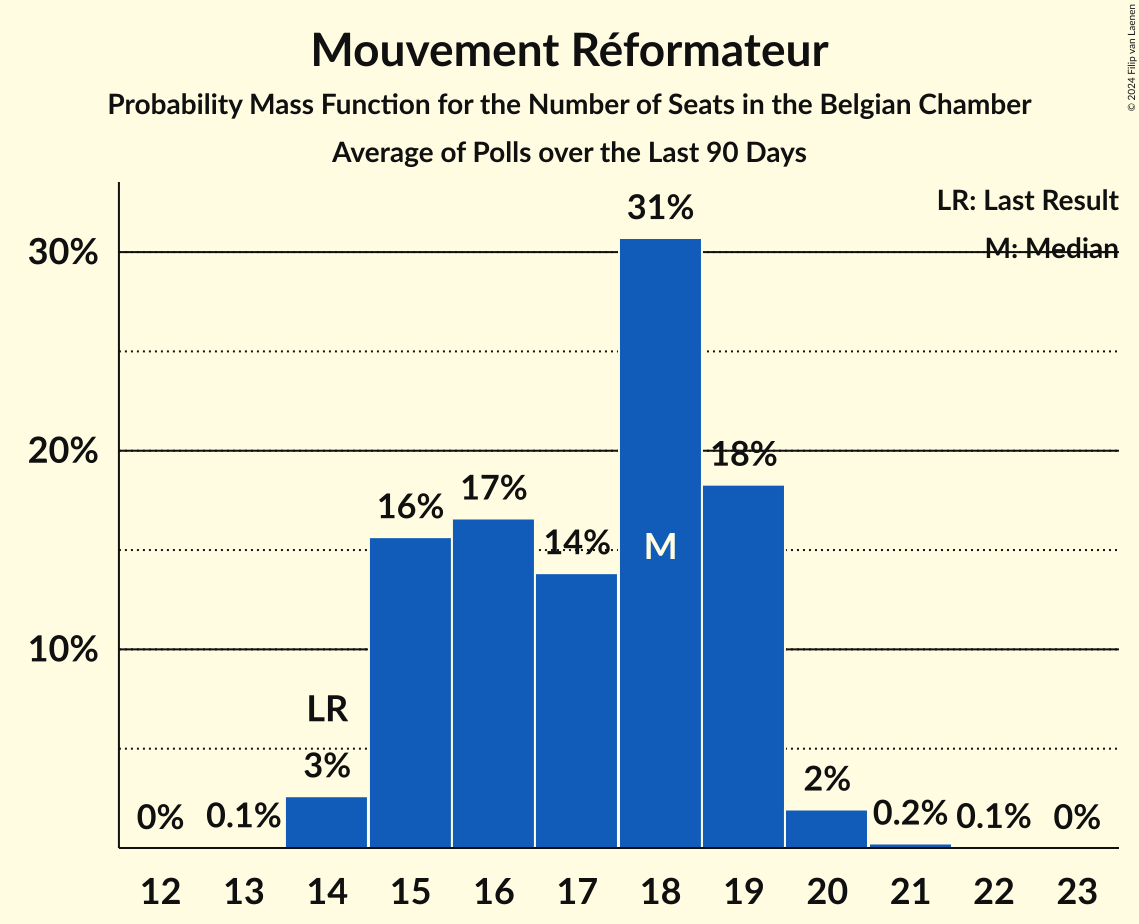 Mouvement Réformateur
Probability Mass Function for the Number of Seats in the Belgian Chamber
Average of Polls over the Last 90 Days
© 2024 Filip van Laenen
LR: Last Result
M: Median
30%
20%
10%
0%
0.1%
LR
3%
16%
17%
14%
31%
M
18%
2%
0.2%
0.1%
0%
12 13 14 15 16 17 18 19 20 21 22 23